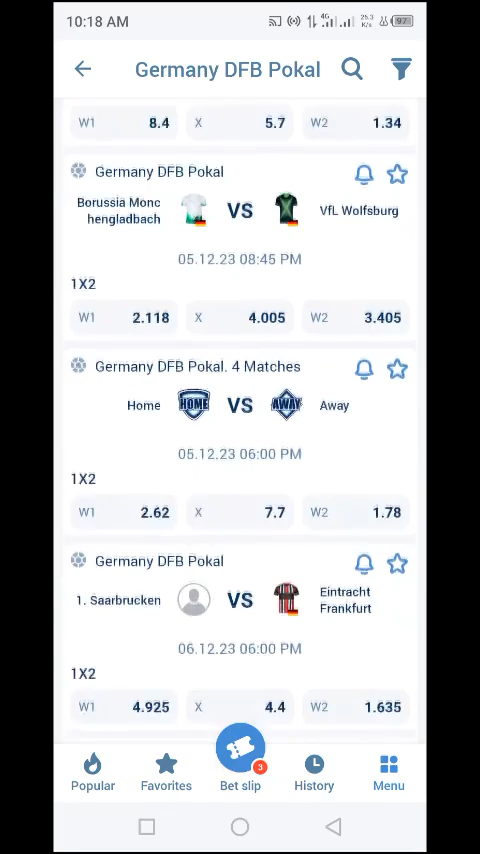 10:18 AM
4G
26.3
K/s
97
Germany DFB Pokal
W1 8.4 X 5.7 W2 1.34
Germany DFB Pokal
Borussia Monc
hengladbach
VS
VfL Wolfsburg
05.12.23 08:45 PM
1X2
W1 2.118 X 4.005 W2 3.405
Germany DFB Pokal. 4 Matches
Home HOME VS AWAY Away
05.12.23 06:00 PM
1X2
W1 2.62 X 7.7 W2 1.78
Germany DFB Pokal
1. Saarbrucken VS Eintracht
Frankfurt
06.12.23 06:00 PM
1X2
W1 4.925 X 4.4 W2 1.635
3
Popular Favorites Bet slip History Menu